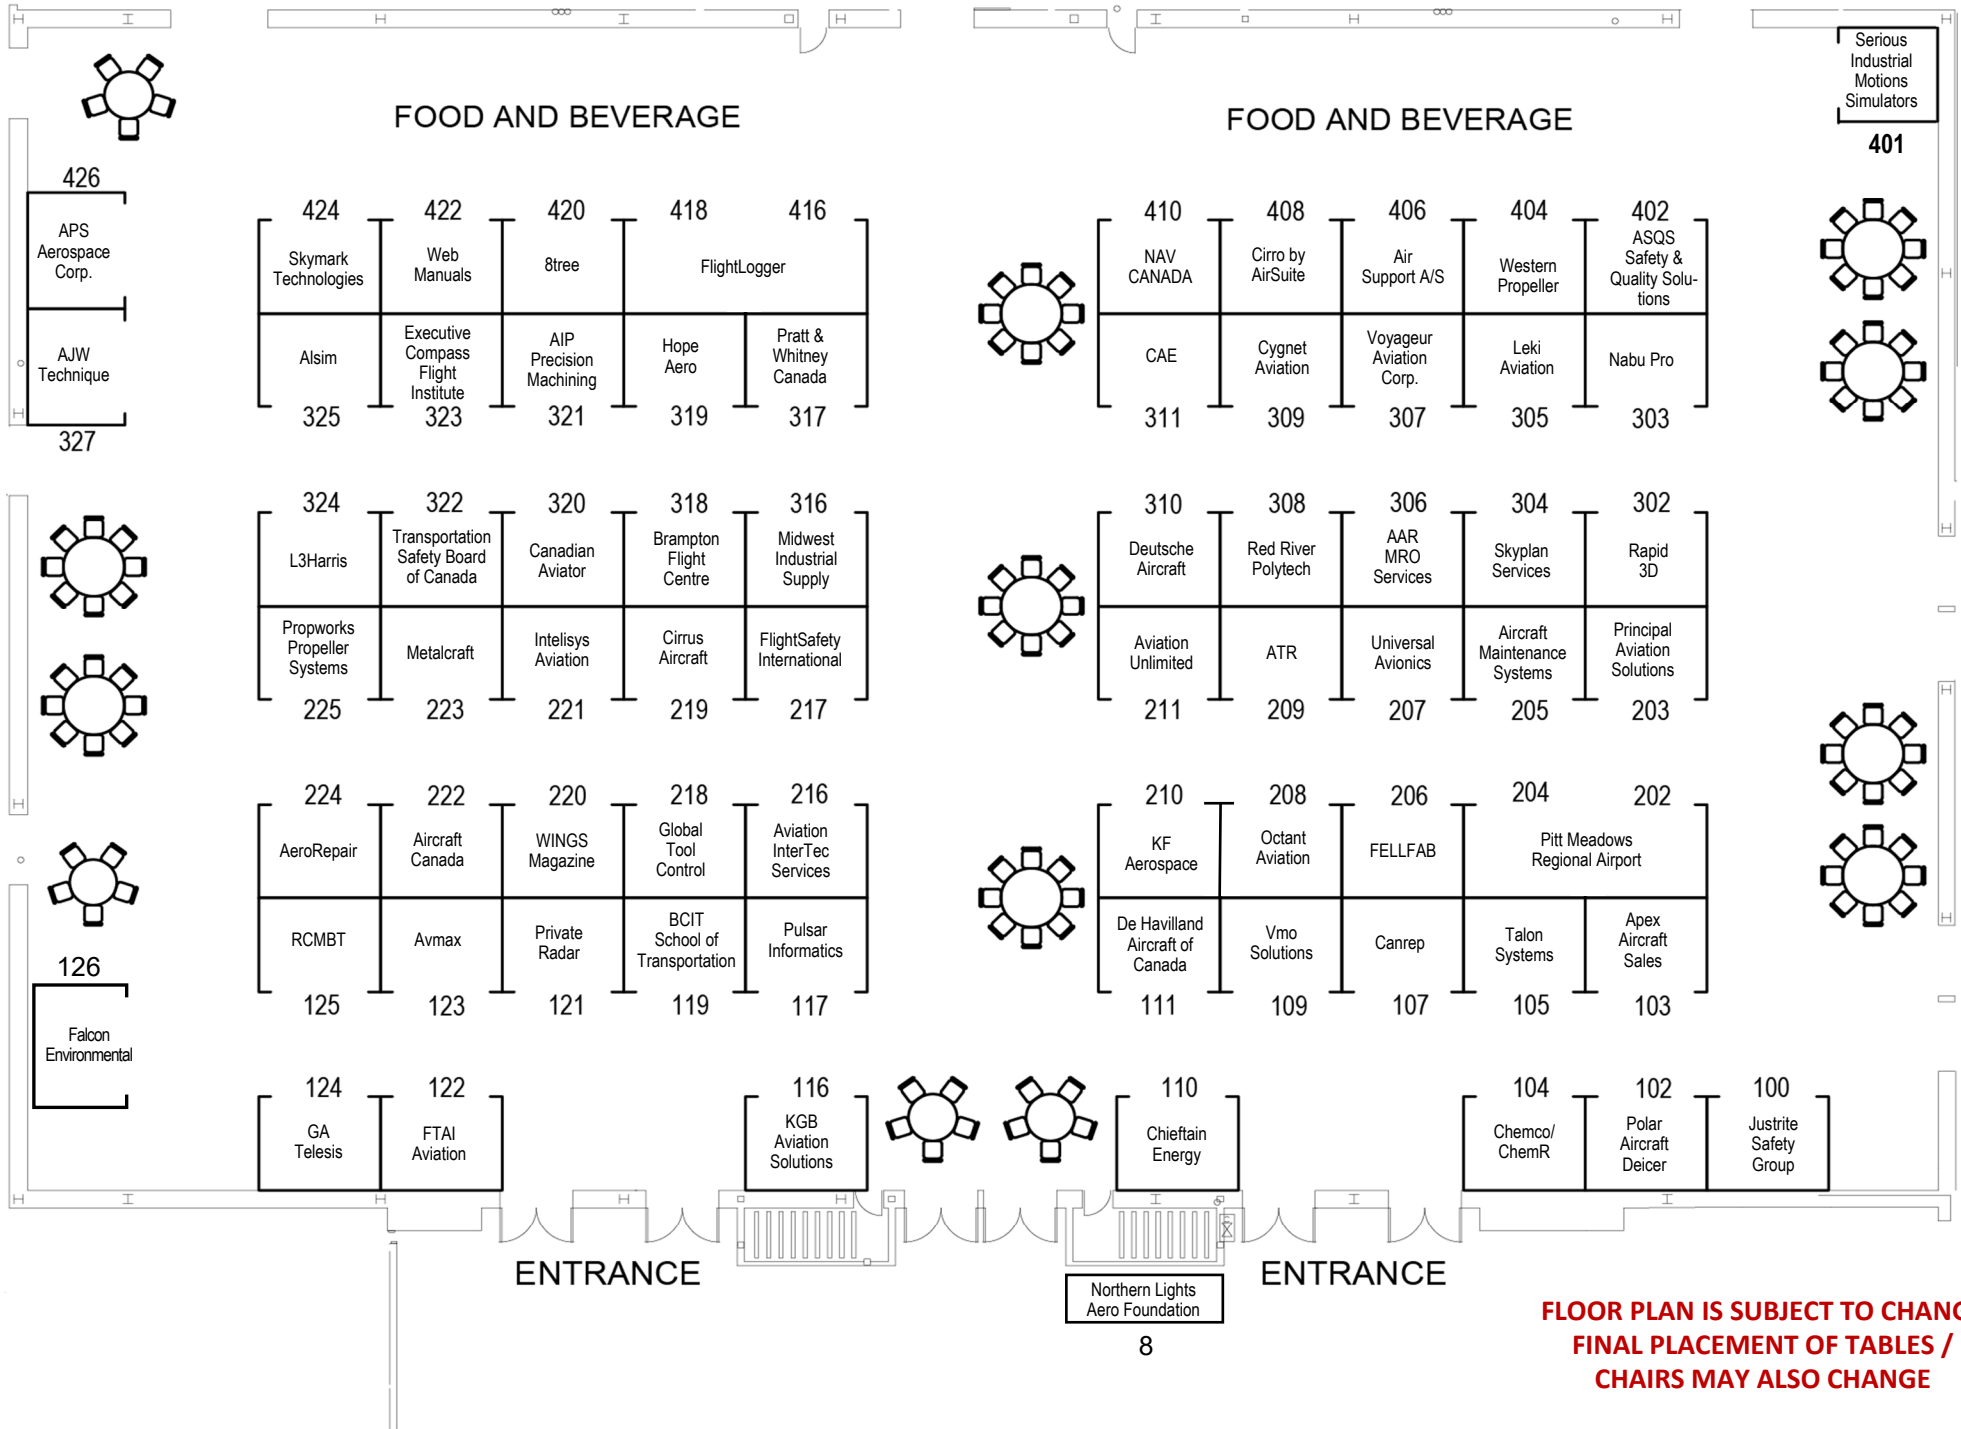 FOOD AND BEVERAGE
FOOD AND BEVERAGE
Serious
Industrial
Motions
Simulators
401
426
APS
Aerospace
Corp.
AJW
Technique
327
424
422
420
418
416
Skymark
Technologies
Web
Manuals
8tree
FlightLogger
Alsim
Executive
Compass
Flight
Institute
AIP
Precision
Machining
Hope
Aero
Pratt &
Whitney
Canada
325
323
321
319
317
410
408
406
404
402
NAV
CANADA
Cirro by
AirSuite
Air
Support A/S
Western
Propeller
ASQS
Safety &
Quality Solu-
tions
CAE
Cygnet
Aviation
Voyageur
Aviation
Corp.
Leki
Aviation
Nabu Pro
311
309
307
305
303
324
322
320
318
316
L3Harris
Transportation
Safety Board
of Canada
Canadian
Aviator
Brampton
Flight
Centre
Midwest
Industrial
Supply
Propworks
Propeller
Systems
Metalcraft
Intelisys
Aviation
Cirrus
Aircraft
FlightSafety
International
225
223
221
219
217
310
308
306
304
302
Deutsche
Aircraft
Red River
Polytech
AAR
MRO
Services
Skyplan
Services
Rapid
3D
Aviation
Unlimited
ATR
Universal
Avionics
Aircraft
Maintenance
Systems
Principal
Aviation
Solutions
211
209
207
205
203
224
222
220
218
216
AeroRepair
Aircraft
Canada
WINGS
Magazine
Global
Tool
Control
Aviation
InterTec
Services
RCMBT
Avmax
Private
Radar
BCIT
School of
Transportation
Pulsar
Informatics
125
123
121
119
117
210
208
206
204
202
KF
Aerospace
Octant
Aviation
FELLFAB
Pitt Meadows
Regional Airport
De Havilland
Aircraft of
Canada
Vmo
Solutions
Canrep
Talon
Systems
Apex
Aircraft
Sales
111
109
107
105
103
126
Falcon
Environmental
124
122
116
110
104
102
100
GA
Telesis
FTAI
Aviation
KGB
Aviation
Solutions
Chieftain
Energy
Chemco/
ChemR
Polar
Aircraft
Deicer
Justrite
Safety
Group
ENTRANCE
ENTRANCE
Northern Lights
Aero Foundation
8
FLOOR PLAN IS SUBJECT TO CHANG
FINAL PLACEMENT OF TABLES /
CHAIRS MAY ALSO CHANGE